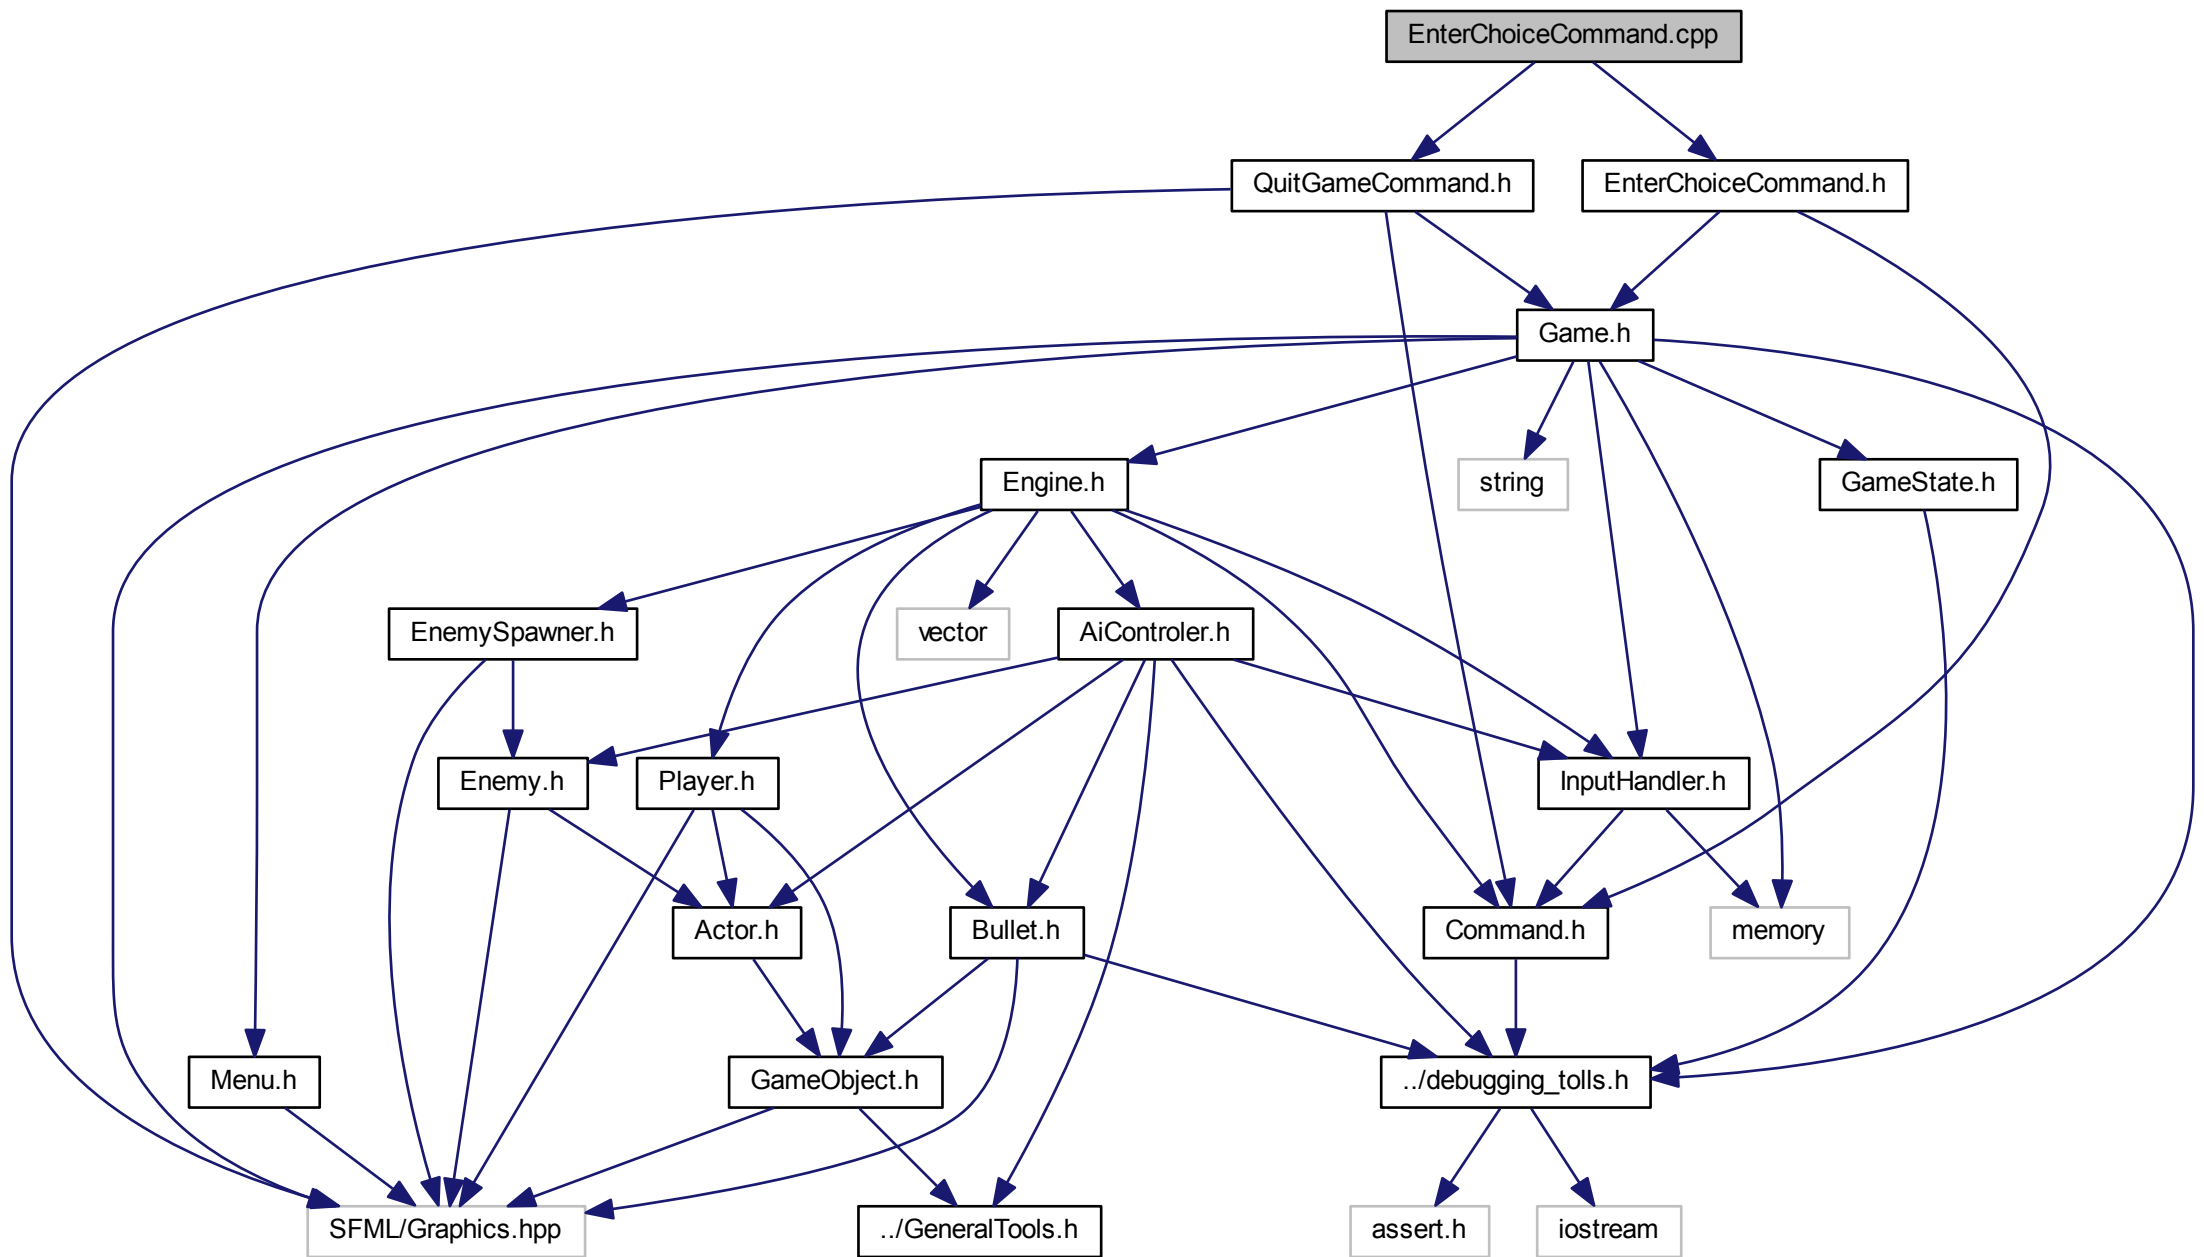 EnterChoiceCommand.cpp
QuitGameCommand.h
EnterChoiceCommand.h
Game.h
Engine.h
string
GameState.h
EnemySpawner.h
vector
AiControler.h
Enemy.h
Player.h
InputHandler.h
Actor.h
Bullet.h
Command.h
memory
Menu.h
GameObject.h
../debugging_tolls.h
SFML/Graphics.hpp
../GeneralTools.h
assert.h
iostream